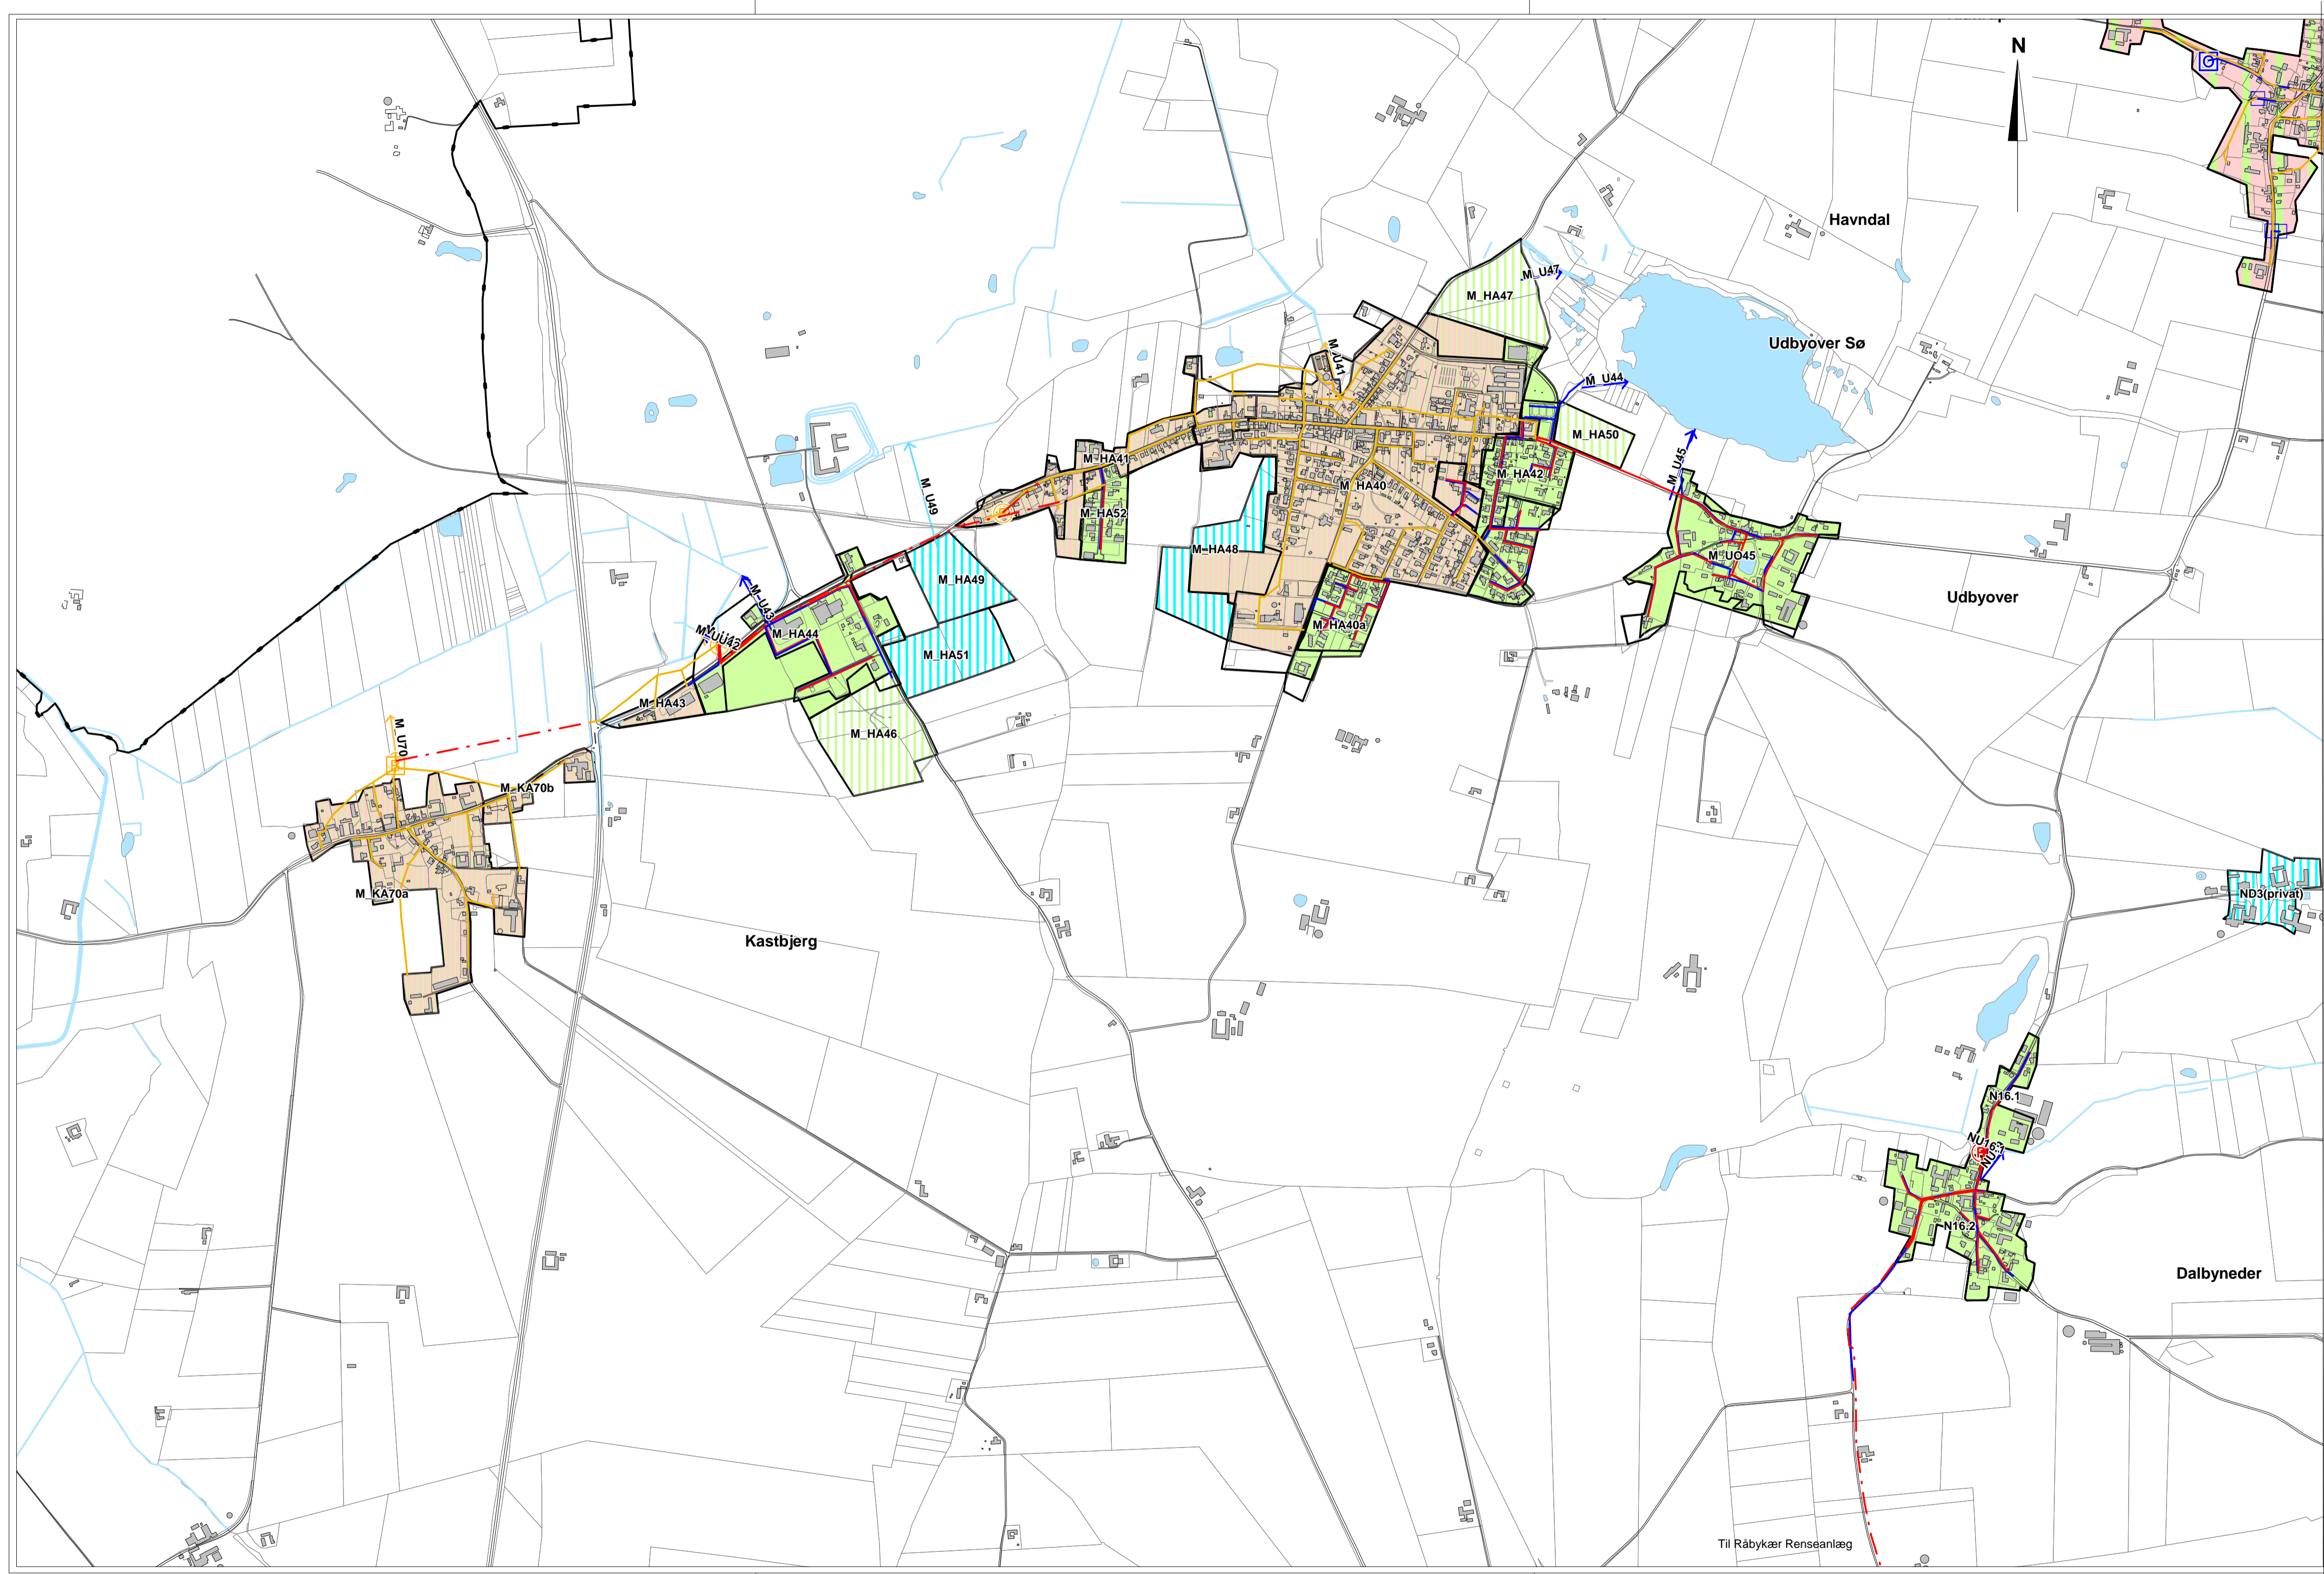 N
Havndal
M_U47
M_HA47
Udbyover Sø
M_U41
M_U44
M_HA50
M_HA41
M_U45
M_HA42
M_HA40
M_U49
M_HA52
M_HA48
M_UO45
M_HA49
M_U43
Udbyover
M_HA40a
M_HA44
M_UU42
M_HA51
M_HA43
M_HA46
M_U70
M_KA70b
M_KA70a
ND3(privat)
Kastbjerg
N16.1
N16.2
Dalbyneder
Til Råbykær Renseanlæg